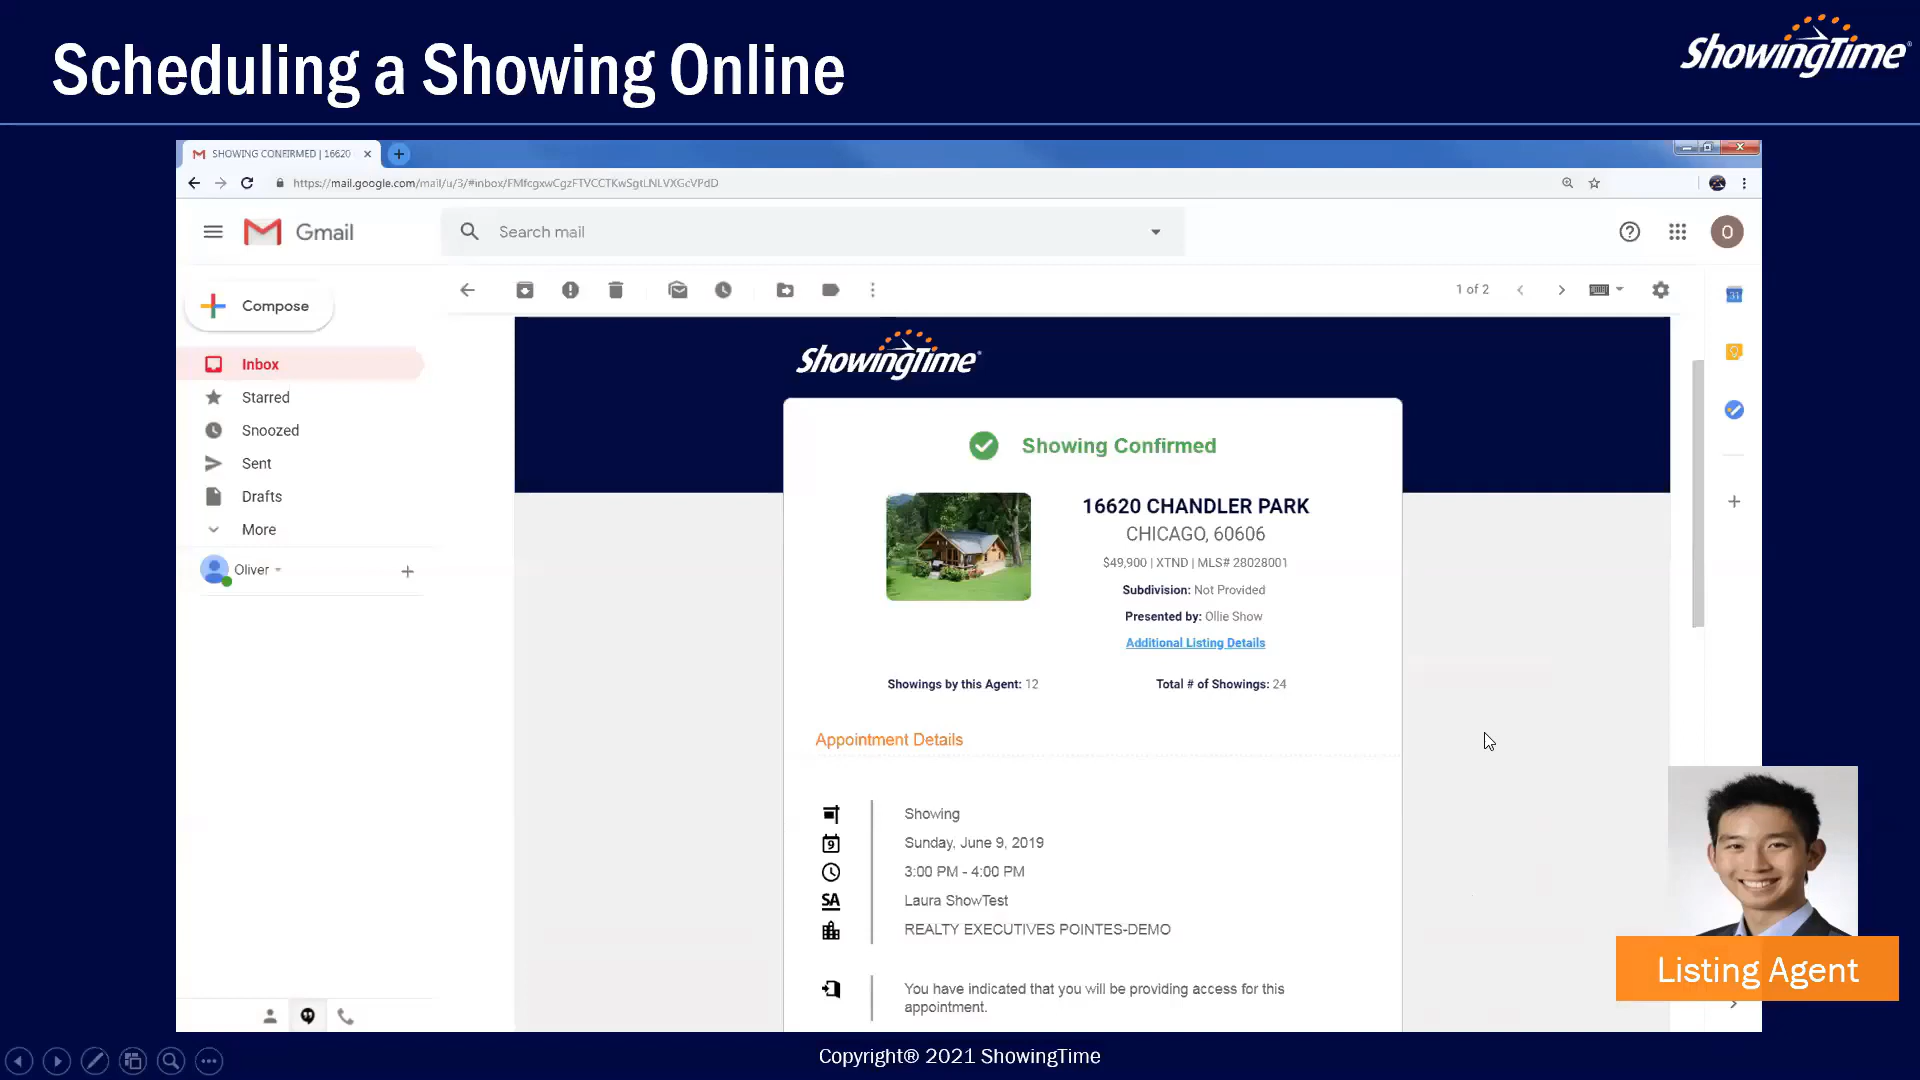 Scheduling a Showing Online
ShowingTime
SHOWING CONFIRMED | 16620
https://mail.google.com/mail/u/3/#inbox/FMfcgxwCgzFTVCCTKwSgtLNLVXGcVPdD
Gmail
Search mail
O
Compose
1 of 2
31
Inbox
Starred
Snoozed
Sent
Drafts
More
Oliver
ShowingTime
Showing Confirmed
16620 CHANDLER PARK
CHICAGO, 60606
$49,900 | XTND | MLS# 28028001
Subdivision: Not Provided
Presented by: Ollie Show
Additional Listing Details
Showings by this Agent: 12
Total # of Showings: 24
Appointment Details
Showing
9 Sunday, June 9, 2019
3:00 PM - 4:00 PM
SA Laura ShowTest
REALTY EXECUTIVES POINTES-DEMO
You have indicated that you will be providing access for this
appointment.
Listing Agent
Copyright® 2021 ShowingTime